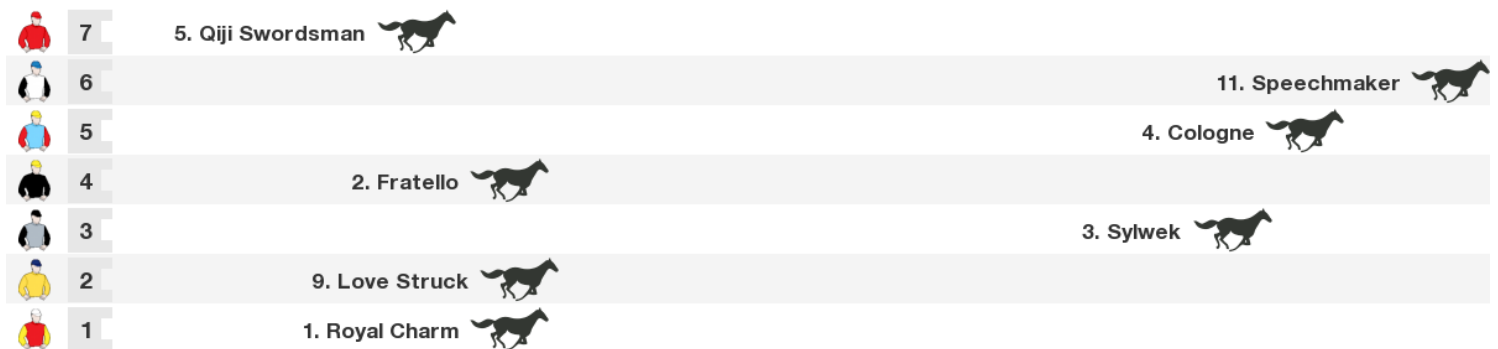 7 5. Qiji Swordsman
6 11. Speechmaker
5 4. Cologne
4 2. Fratello
3 3. Sylwek
2 9. Love Struck
1 1. Royal Charm